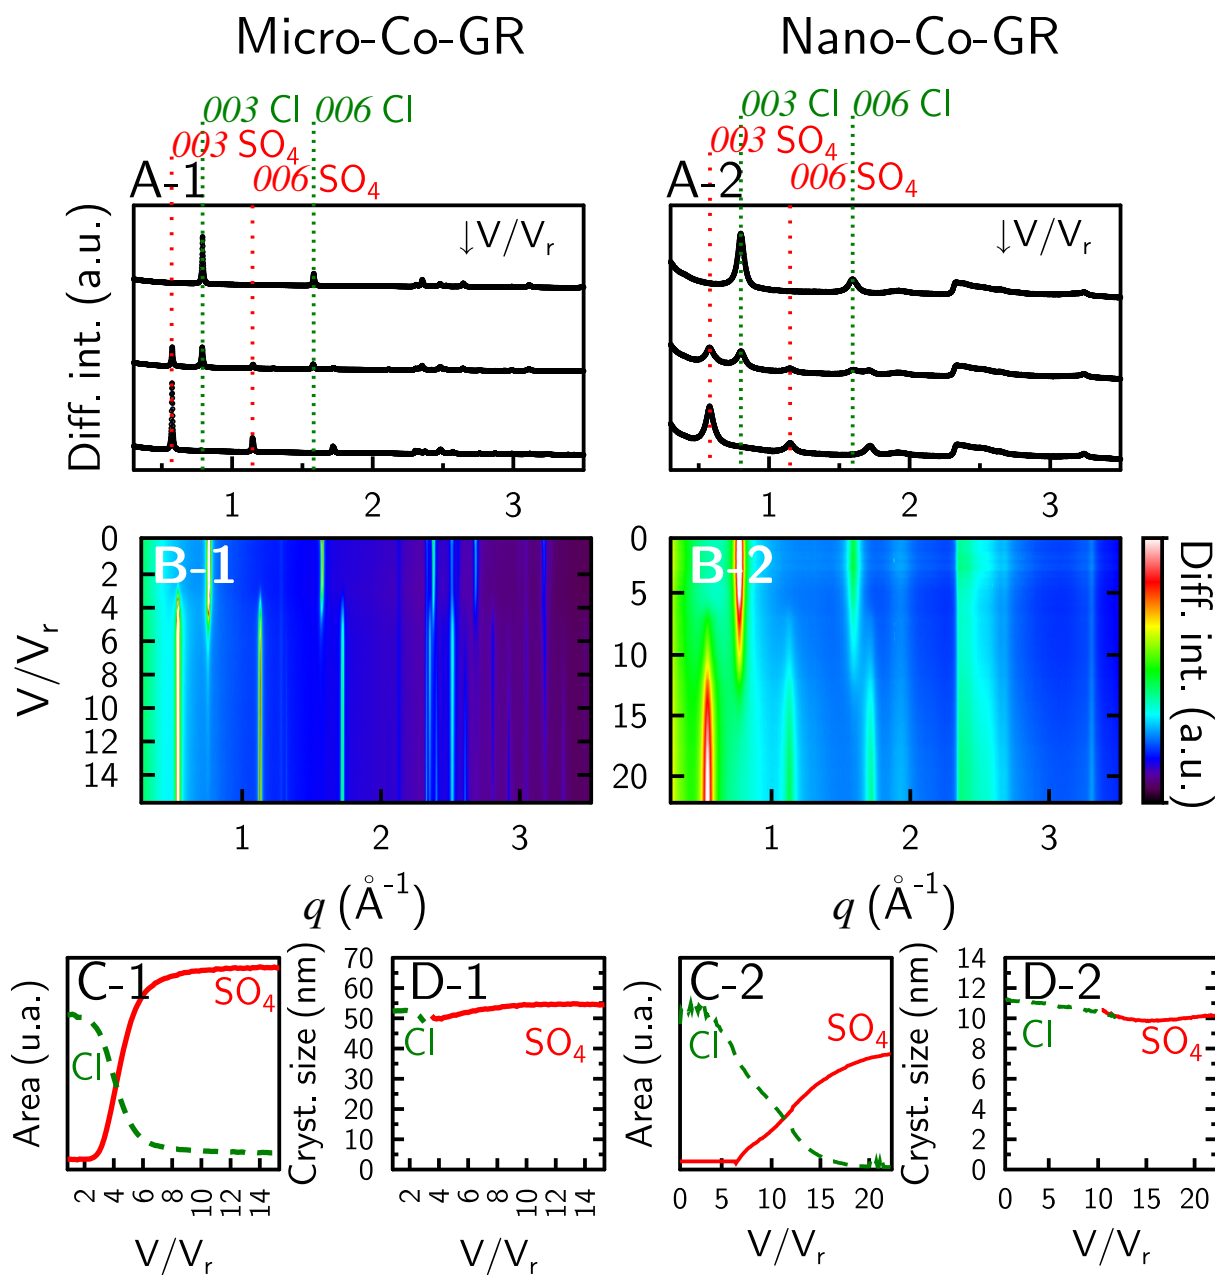 Micro-Co-GR
Nano-Co-GR
003 Cl 006 Cl
003 SO4
006 SO4
A-1
↓V/Vr
Diff. int. (a.u.)
1 2 3
003 Cl 006 Cl
003 SO4
006 SO4
A-2
↓V/Vr
1 2 3
B-1
V/Vr
0
2
4
6
8
10
12
14
1 2 3
q (Å-1)
B-2
0
5
10
15
20
1 2 3
q (Å-1)
Diff. int. (a.u.)
C-1
SO4
Cl
Area (u.a.)
2 4 6 8 10 12 14
V/Vr
D-1
Cl
SO4
Cryst. size (nm)
70
60
50
40
30
20
10
0
2 4 6 8 10 12 14
V/Vr
C-2
Cl
SO4
Area (u.a.)
0 5 10 15 20
V/Vr
D-2
Cl
SO4
Cryst. size (nm)
14
12
10
8
6
4
2
0
0 5 10 15 20
V/Vr